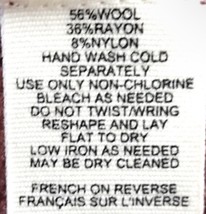 56%WOOL
36%RAYON
8%NYLON
HAND WASH COLD
SEPARATELY
USE ONLY NON-CHLORINE
BLEACH AS NEEDED
DO NOT TWIST/WRING
RESHAPE AND LAY
FLAT TO DRY
LOW IRON AS NEEDED
MAY BE DRY CLEANED
FRENCH ON REVERSE
FRANÇAIS SUR L'INVERSE